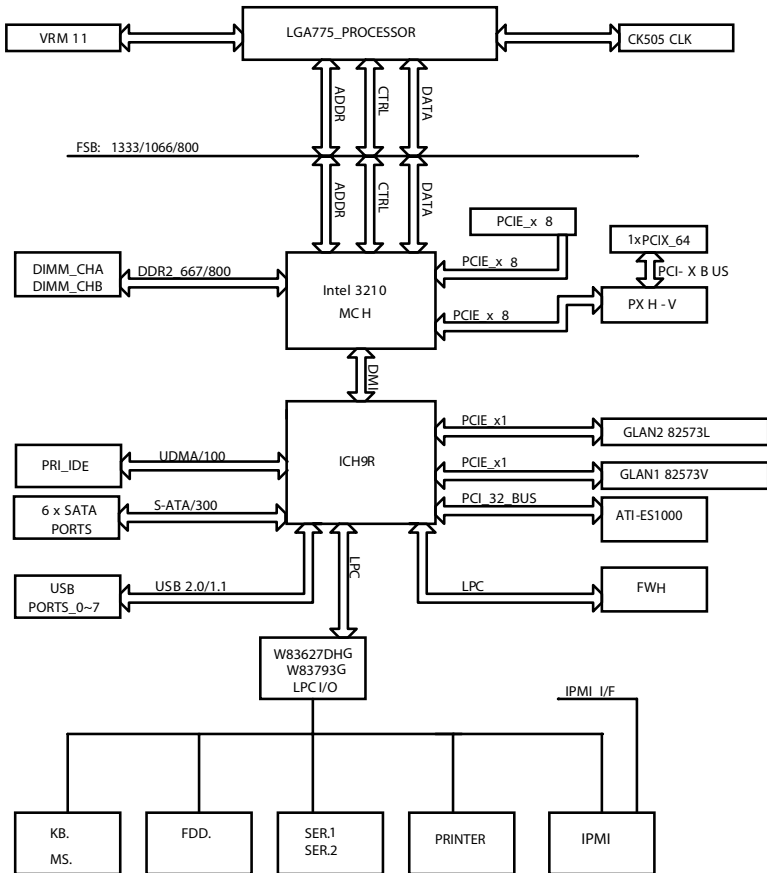 LGA775_PROCESSOR
VRM 11
CK505 CLK
ADDR
CTRL
DATA
FSB: 1333/1066/800
ADDR
CTRL
DATA
PCIE_x 8
1xPCIX_64
DIMM_CHA
DIMM_CHB
DDR2_667/800
Intel 3210
MCH
PCIE_x 8
PCI-X BUS
PCIE_x 8
PXH-V
DMI
ICH9R
PCIE_x1
GLAN2 82573L
PRI_IDE
UDMA/100
PCIE_x1
GLAN1 82573V
6 x SATA
PORTS
S-ATA/300
PCI_32_BUS
ATI-ES1000
USB
PORTS_0~7
USB 2.0/1.1
LPC
LPC
FWH
W83627DHG
W83793G
LPC I/O
IPMI I/F
KB.
MS.
FDD.
SER.1
SER.2
PRINTER
IPMI